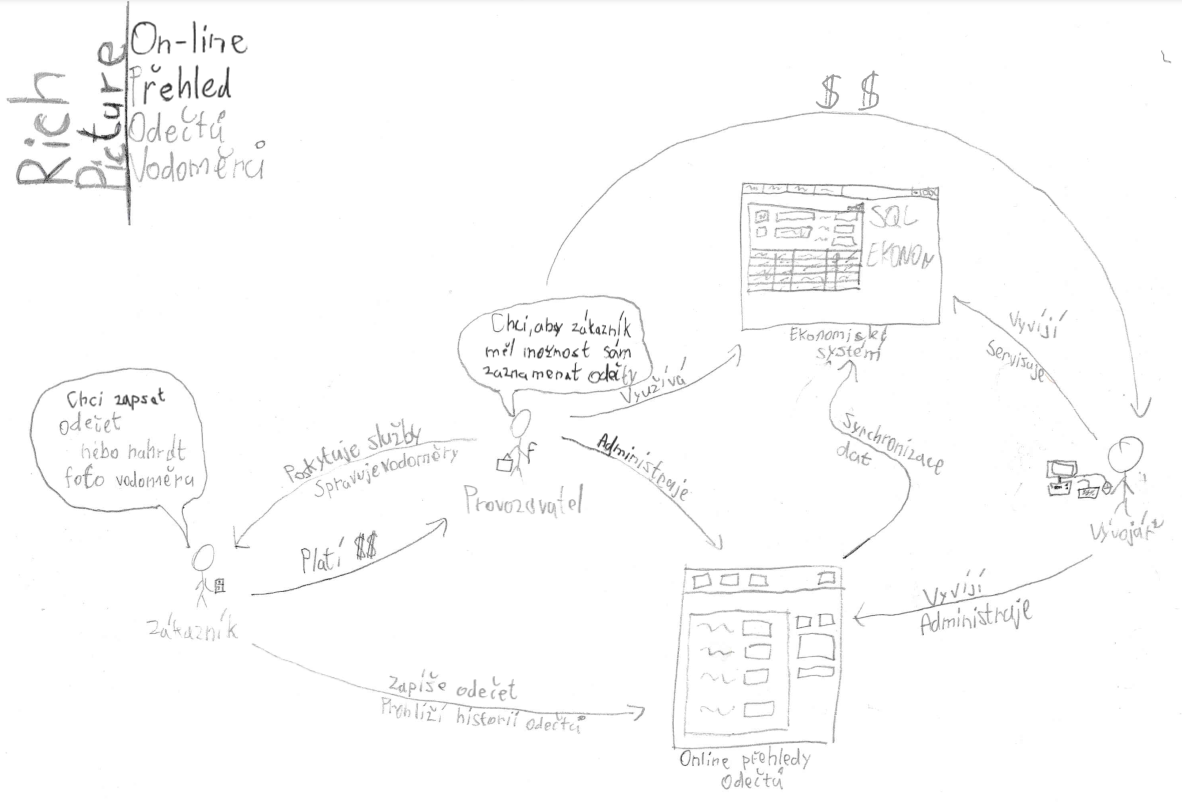 Rich
Picture
On-line
Přehled
Odečtů
Vodoměrů
$ $
SQL
EKONOM
Ekonomický
systém
Chci, aby zákazník
měl možnost sám
zaznamenat odečty
Využívá
Vyvíjí
Servisuje
Chci zapsat
odečet
nebo nahrát
foto vodoměru
Poskytuje služby
Spravuje vodoměry
Administruje
Synchronizace
dat
Provozovatel
Vývojář
Platí $$
Zákazník
Vyvíjí
Administruje
Zapíše odečet
Prohlíží historii odečtů
Online přehledy
Odečtů